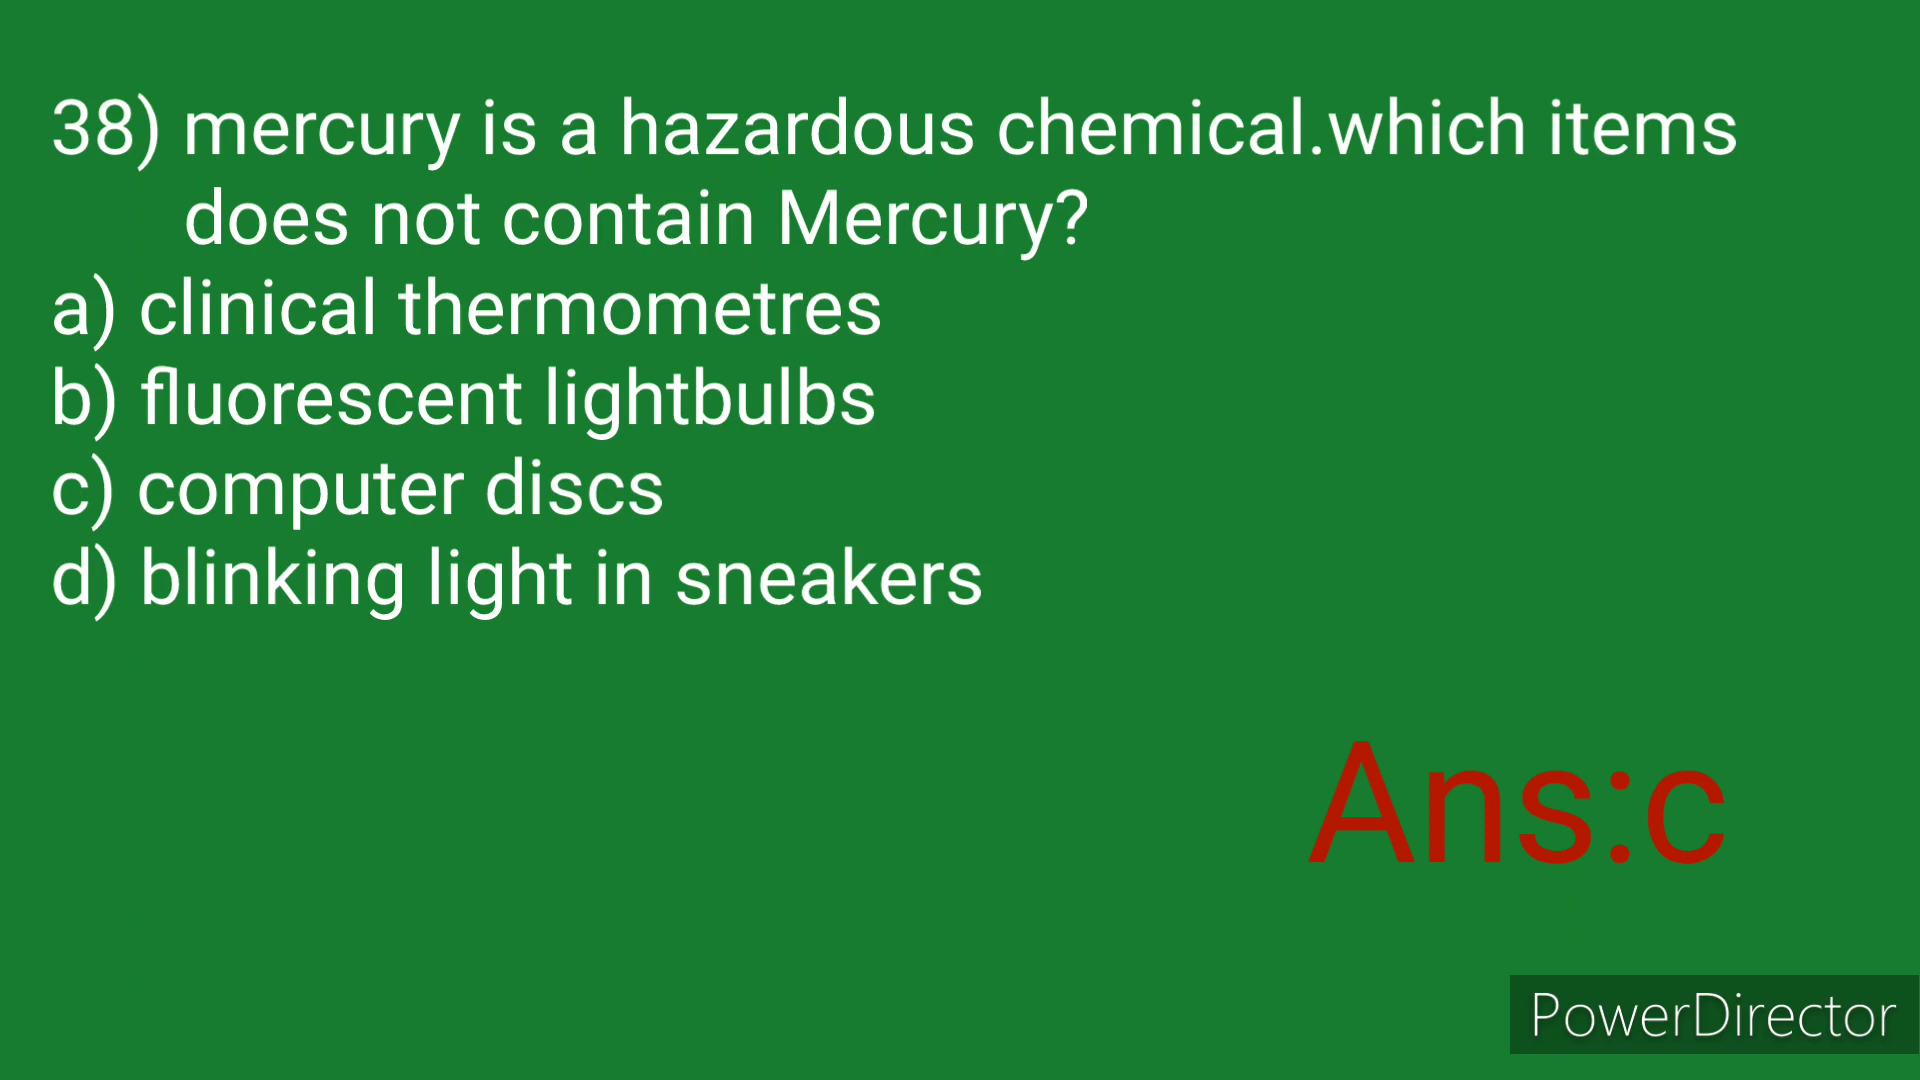 38) mercury is a hazardous chemical.which items
does not contain Mercury?
a) clinical thermometres
b) fluorescent lightbulbs
c) computer discs
d) blinking light in sneakers
Ans:c
PowerDirector